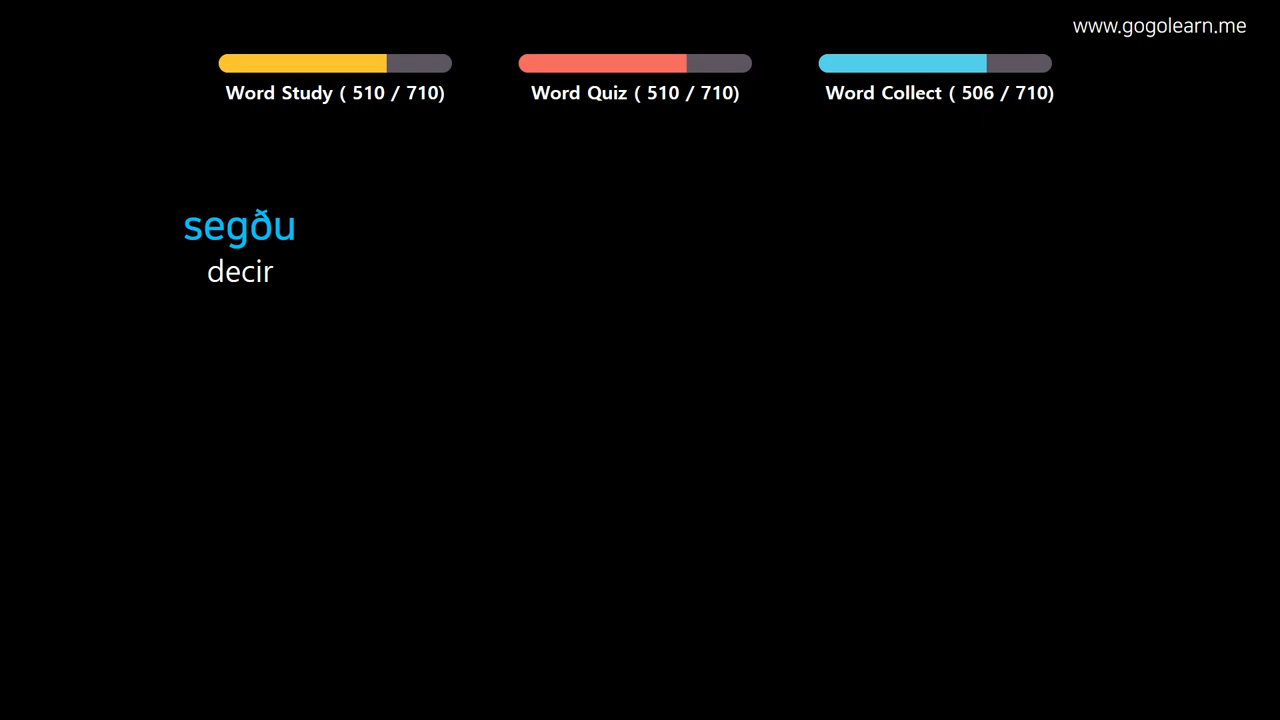 www.gogolearn.me
Word Study ( 510 / 710)
Word Quiz ( 510 / 710)
Word Collect ( 506 / 710)
segðu
decir